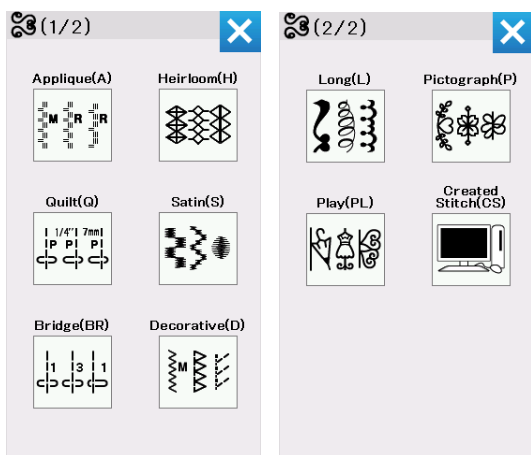 (1/2)
Applique(A)
Heirloom(H)
M R R
Quilt(Q)
Satin(S)
1/4" 7mm
P P P
Bridge(BR)
Decorative(D)
1 3 1
M
(2/2)
Long(L)
Pictograph(P)
Play(PL)
Created
Stitch(CS)